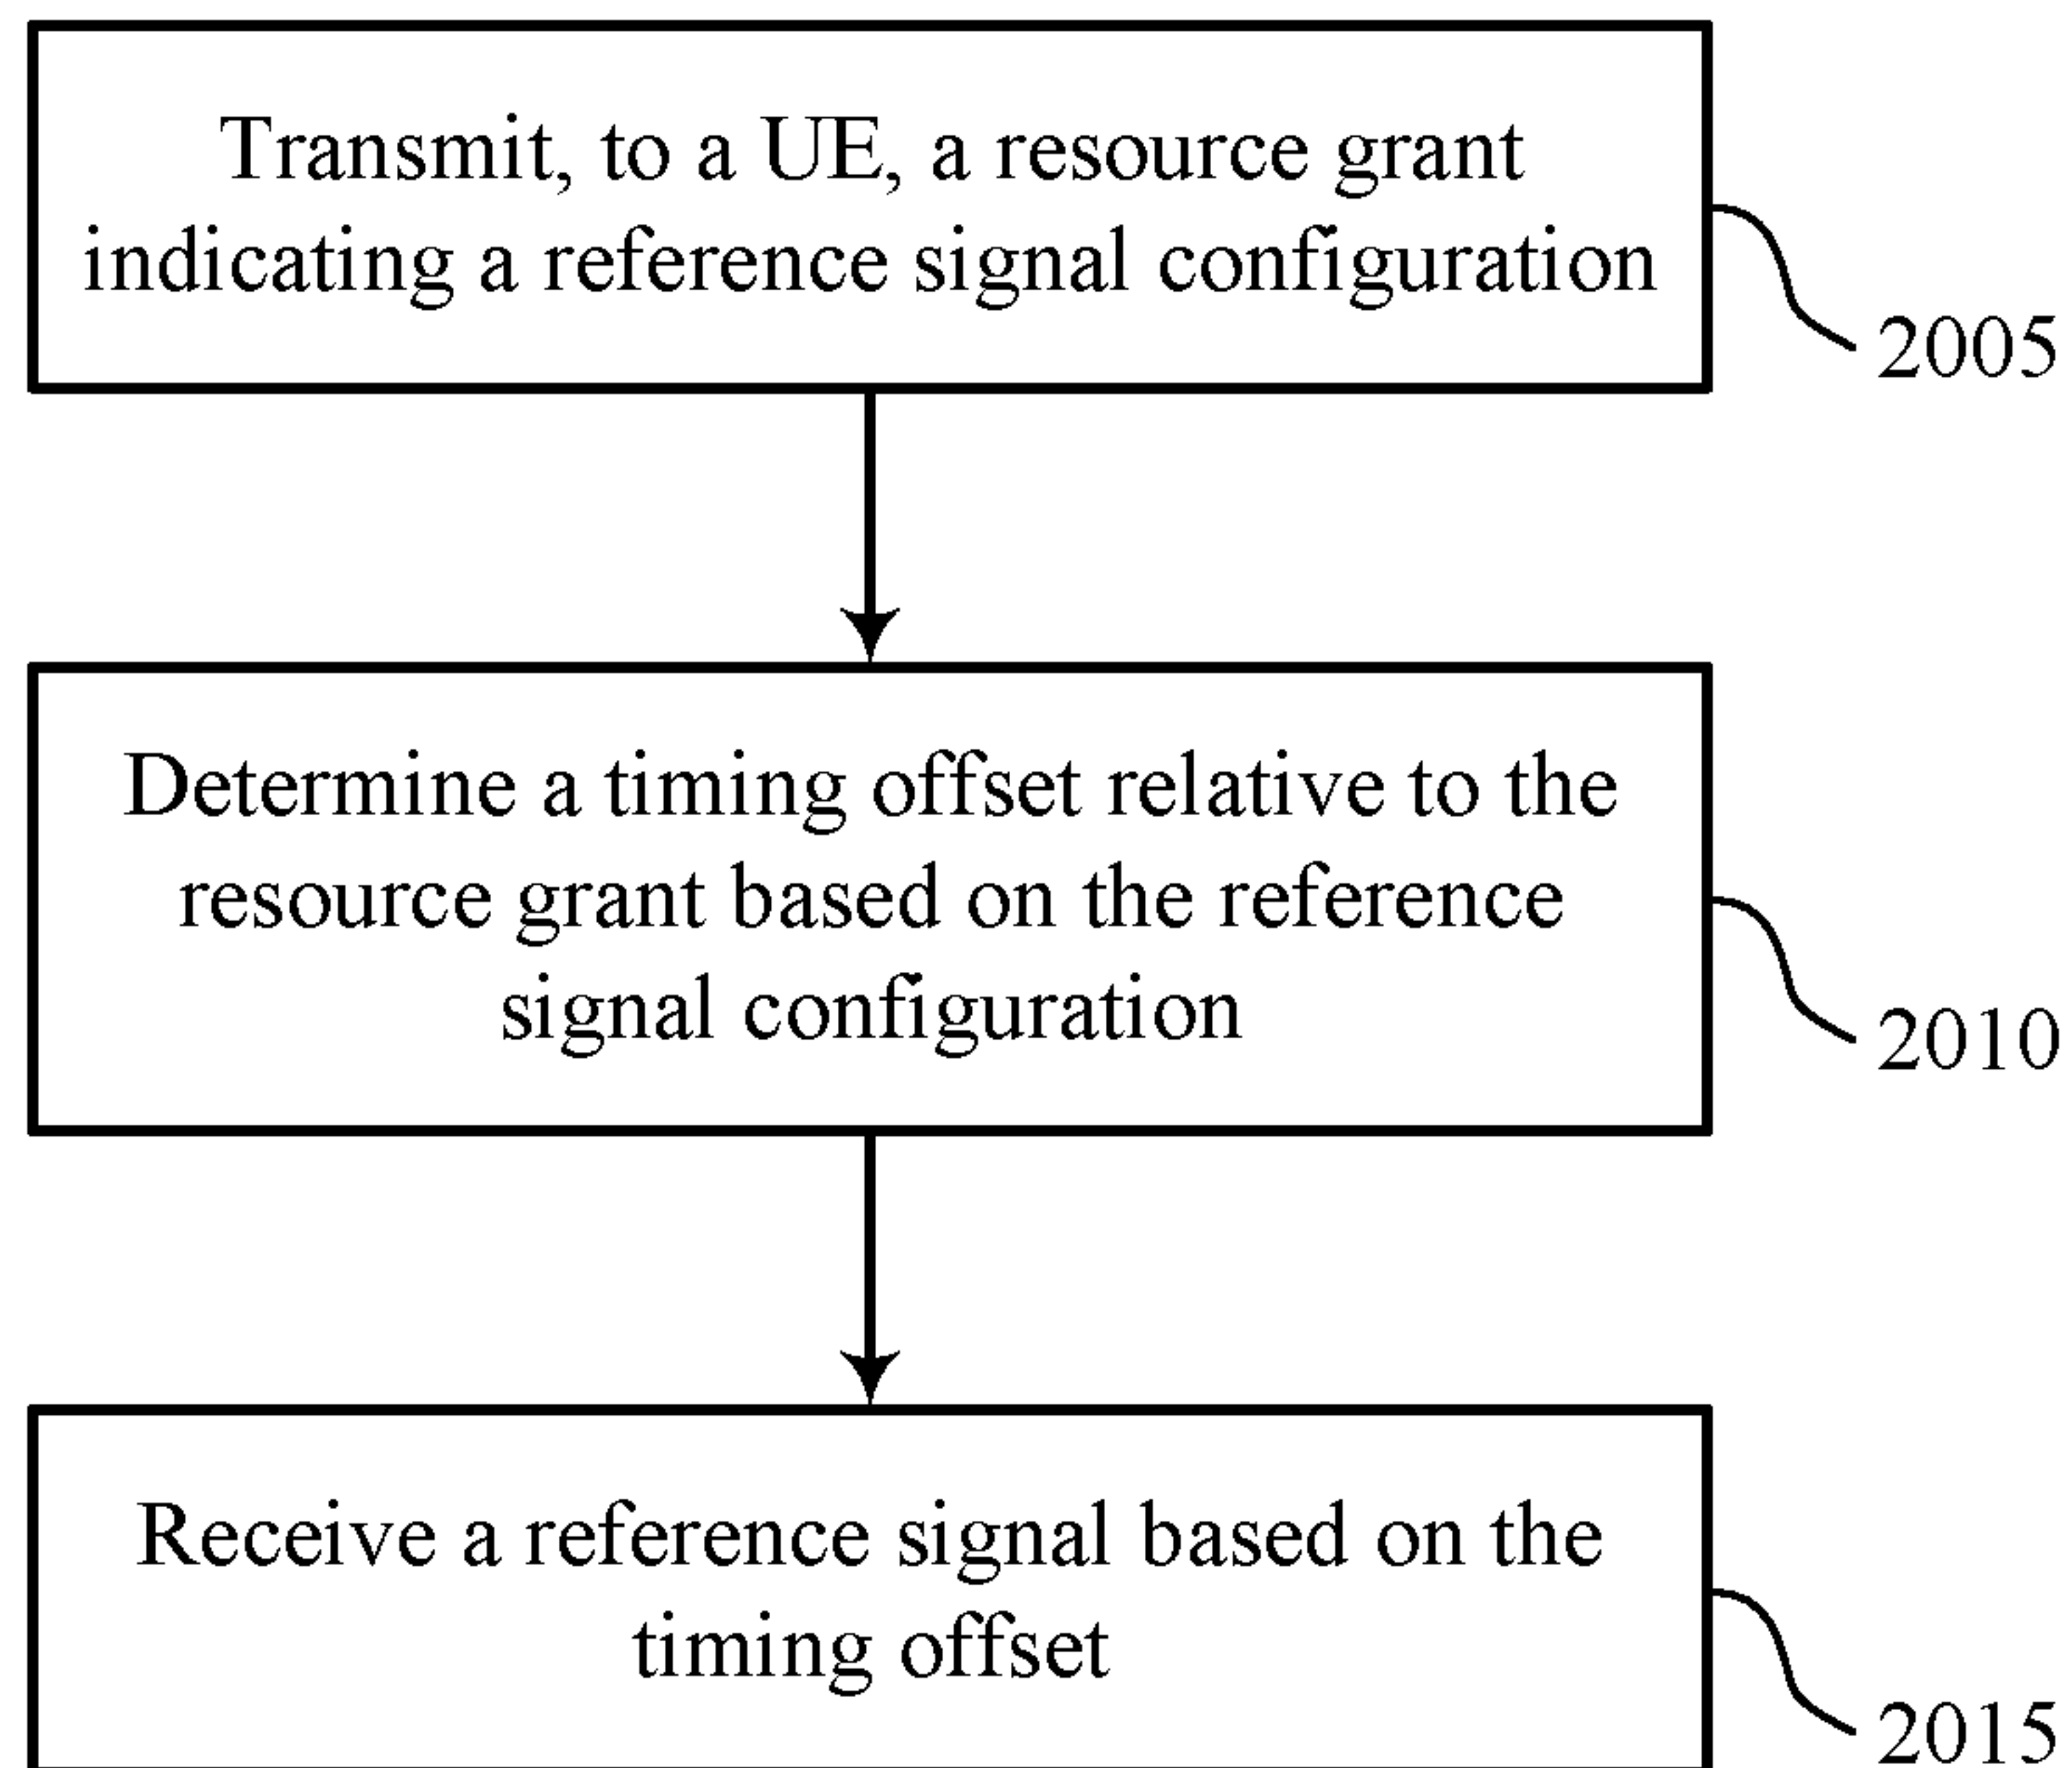 Transmit, to a UE, a resource grant
indicating a reference signal configuration
2005
Determine a timing offset relative to the
resource grant based on the reference
signal configuration
2010
Receive a reference signal based on the
timing offset
2015